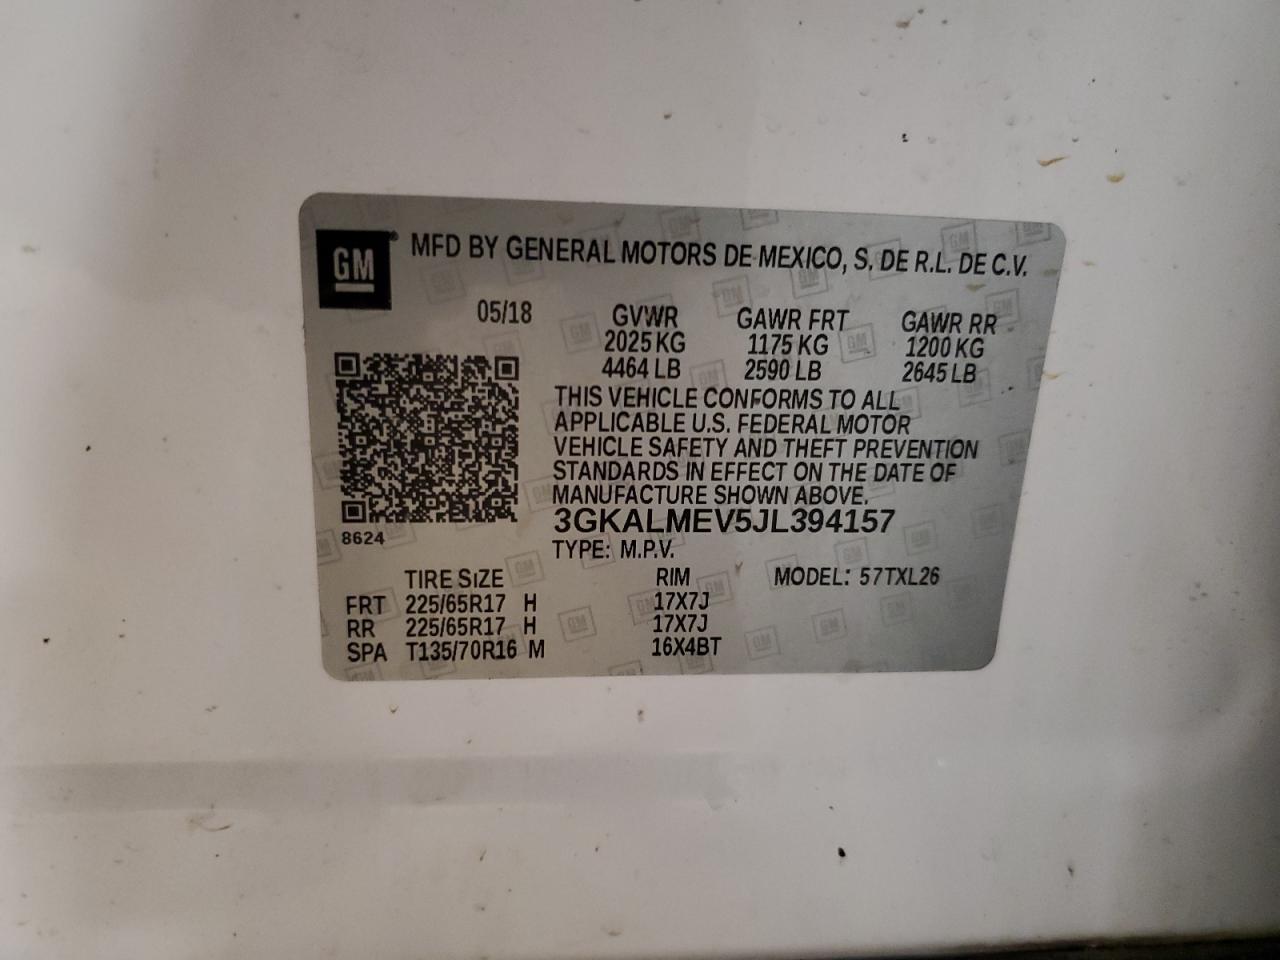 GM® MFD BY GENERAL MOTORS DE MEXICO, S. DE R.L. DE C.V.
05/18 GVWR GAWR FRT GAWR RR
2025 KG 1175 KG 1200 KG
4464 LB 2590 LB 2645 LB
THIS VEHICLE CONFORMS TO ALL
APPLICABLE U.S. FEDERAL MOTOR
VEHICLE SAFETY AND THEFT PREVENTION
STANDARDS IN EFFECT ON THE DATE OF
MANUFACTURE SHOWN ABOVE.
3GKALMEV5JL394157
8624
TYPE: M.P.V.
TIRE SIZE RIM MODEL: 57TXL26
FRT 225/65R17 H 17X7J
RR 225/65R17 H 17X7J
SPA T135/70R16 M 16X4BT